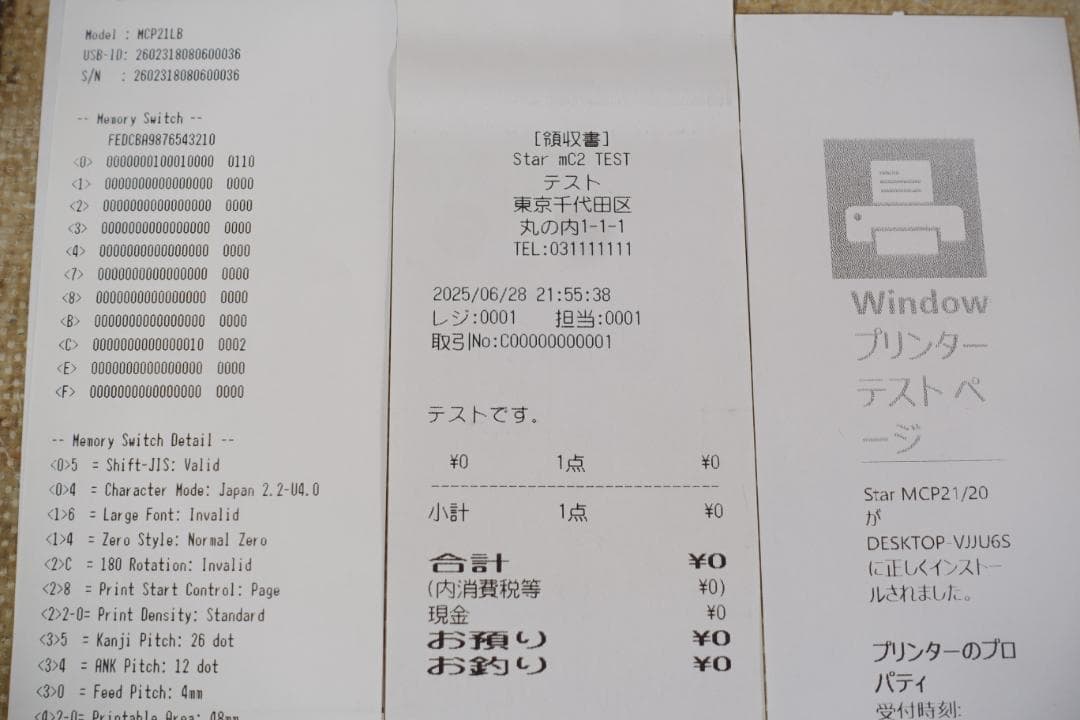 Model : MCP21LB
USB-ID: 2602318080600036
S/N : 2602318080600036
-- Memory Switch --
FEDCBA9876543210
<0> 0000000100010000 0110
<1> 0000000000000000 0000
<2> 0000000000000000 0000
<3> 0000000000000000 0000
<4> 0000000000000000 0000
<7> 0000000000000000 0000
<8> 0000000000000000 0000
<B> 0000000000000000 0000
<C> 0000000000000010 0002
<E> 0000000000000000 0000
<F> 0000000000000000 0000
-- Memory Switch Detail --
<0>5 = Shift-JIS: Valid
<0>4 = Character Mode: Japan 2.2-U4.0
<1>6 = Large Font: Invalid
<1>4 = Zero Style: Normal Zero
<2>C = 180 Rotation: Invalid
<2>8 = Print Start Control: Page
<2>2-0= Print Density: Standard
<3>5 = Kanji Pitch: 26 dot
<3>4 = ANK Pitch: 12 dot
<3>0 = Feed Pitch: 4mm
<4>2-0= Printable Area: 48mm
[領収書]
Star mC2 TEST
テスト
東京千代田区
丸の内1-1-1
TEL:031111111
2025/06/28 21:55:38
レジ:0001 担当:0001
取引No:C00000000001
テストです。
¥0 1点 ¥0
小計 1点 ¥0
合計 ¥0
(内消費税等 ¥0)
現金 ¥0
お預り ¥0
お釣り ¥0
Window
プリンター
テスト ペ
ージ
Star MCP21/20
が
DESKTOP-VJJU6S
に正しくインストー
ルされました。
プリンターのプロ
パティ
受付時刻: